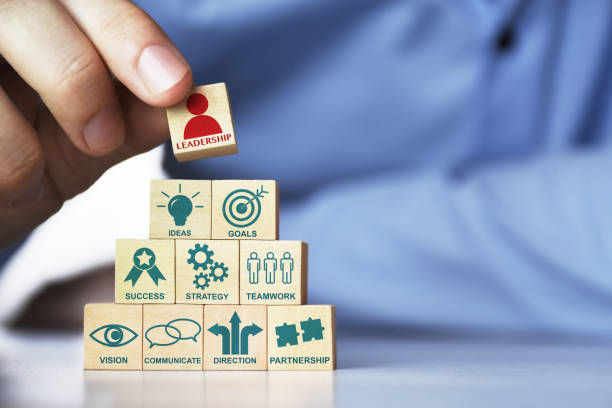 LEADERSHIP
IDEAS GOALS
SUCCESS STRATEGY TEAMWORK
VISION COMMUNICATE DIRECTION PARTNERSHIP